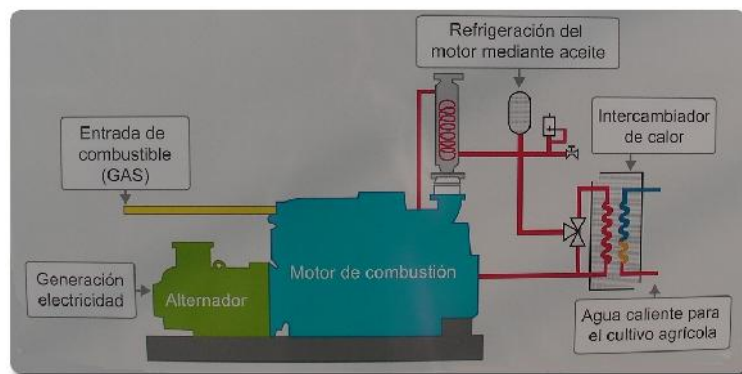 Refrigeración del
motor mediante aceite
Entrada de
combustible
(GAS)
Intercambiador
de calor
Generación
electricidad
Alternador
Motor de combustión
Agua caliente para
el cultivo agrícola